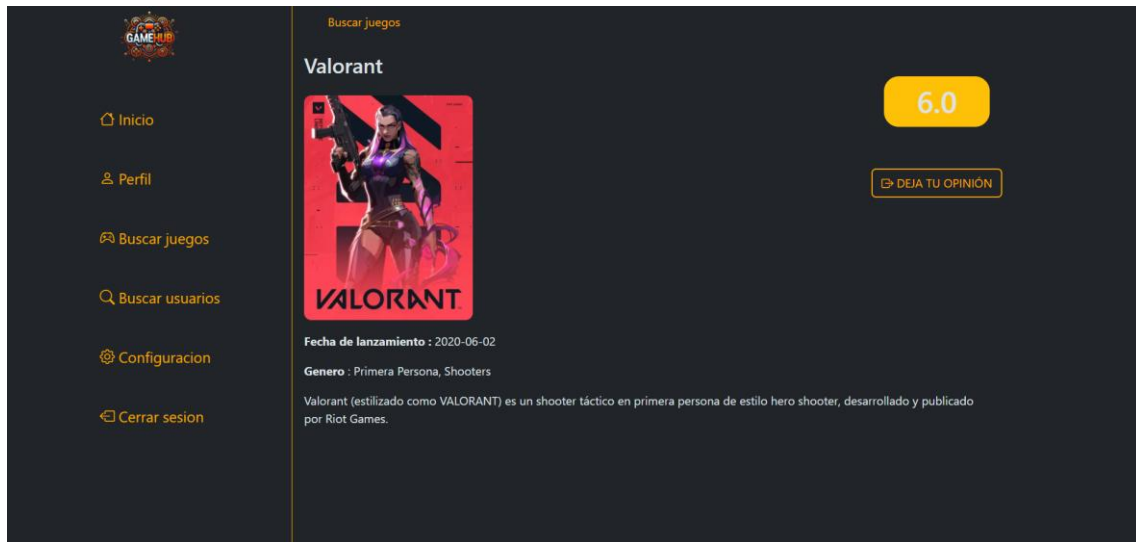 GAMEHUB
Inicio
Perfil
Buscar juegos
Buscar usuarios
Configuracion
Cerrar sesion
Buscar juegos
Valorant
VALORANT
Fecha de lanzamiento : 2020-06-02
Genero : Primera Persona, Shooters
Valorant (estilizado como VALORANT) es un shooter táctico en primera persona de estilo hero shooter, desarrollado y publicado
por Riot Games.
6.0
DEJA TU OPINIÓN